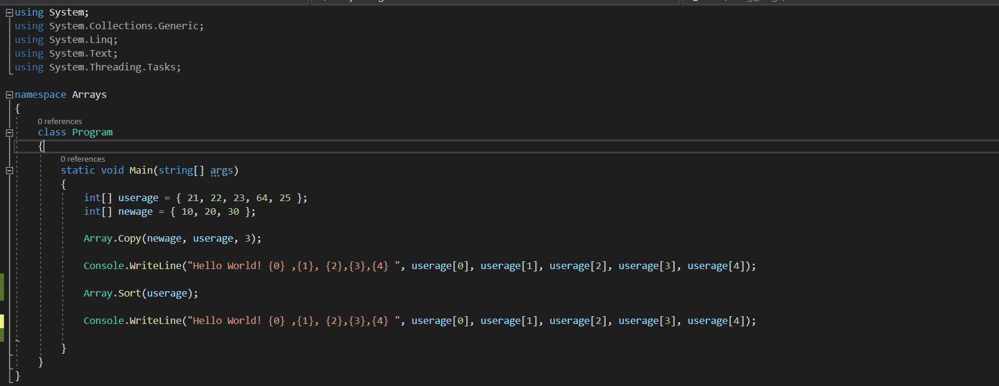 using System;
using System.Collections.Generic;
using System.Linq;
using System.Text;
using System.Threading.Tasks;
namespace Arrays
{
0 references
class Program
{
0 references
static void Main(string[] args)
{
int[] userage = { 21, 22, 23, 64, 25 };
int[] newage = { 10, 20, 30 };
Array.Copy(newage, userage, 3);
Console.WriteLine("Hello World! {0} ,{1}, {2},{3},{4} ", userage[0], userage[1], userage[2], userage[3], userage[4]);
Array.Sort(userage);
Console.WriteLine("Hello World! {0} ,{1}, {2},{3},{4} ", userage[0], userage[1], userage[2], userage[3], userage[4]);
}
}
}